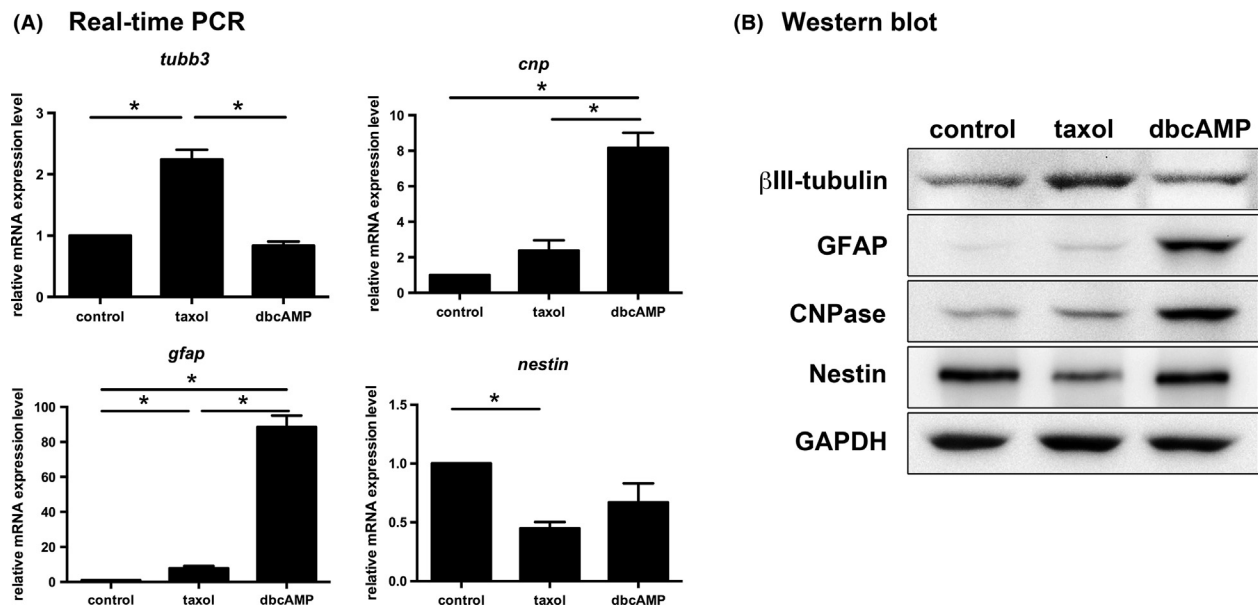 (A) Real-time PCR
tubb3
relative mRNA expression level
3
2
1
0
* *
control taxol dbcAMP
cnp
relative mRNA expression level
10
8
6
4
2
0
*
*
control taxol dbcAMP
gfap
relative mRNA expression level
100
80
60
40
20
0
*
* *
control taxol dbcAMP
nestin
relative mRNA expression level
1.5
1.0
0.5
0.0
*
control taxol dbcAMP
(B) Western blot
control taxol dbcAMP
βIII-tubulin
GFAP
CNPase
Nestin
GAPDH